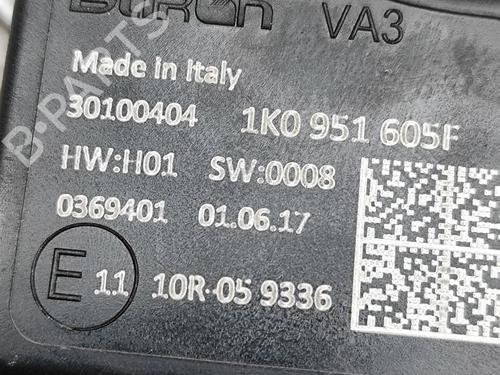 VA3
Made in Italy
30100404 1K0 951 605F
HW:H01 SW:0008
0369401 01.06.17
E 11 10R-05 9336
B-PARTS